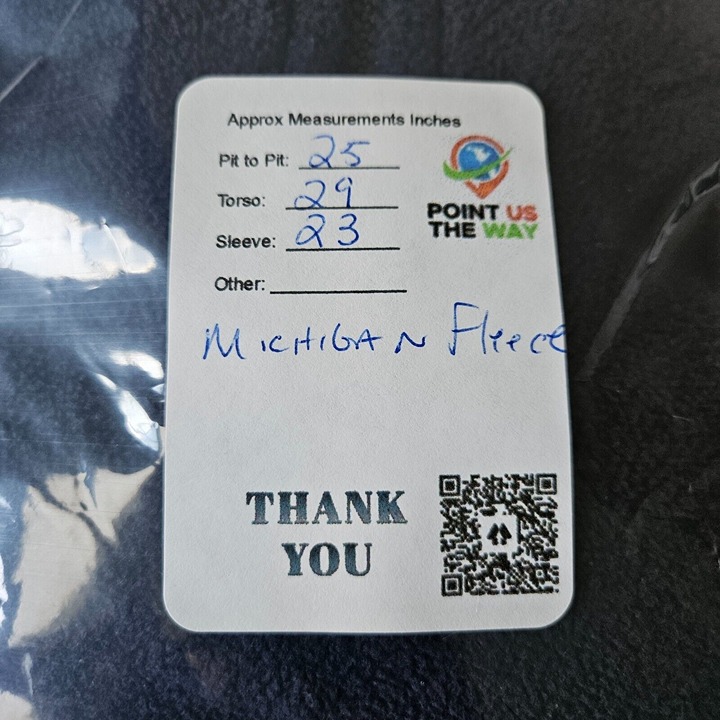 Approx Measurements Inches
Pit to Pit: 25
Torso: 29
Sleeve: 23
Other:
POINT US
THE WAY
MICHIGAN Fleece
THANK
YOU